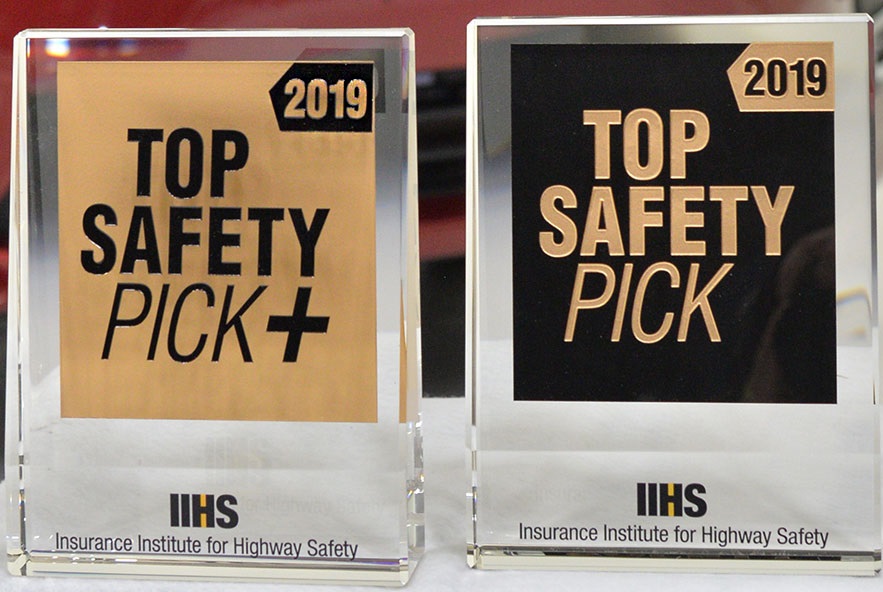 2019
TOP
SAFETY
PICK+
IIHS
Insurance Institute for Highway Safety
2019
TOP
SAFETY
PICK
IIHS
Insurance Institute for Highway Safety